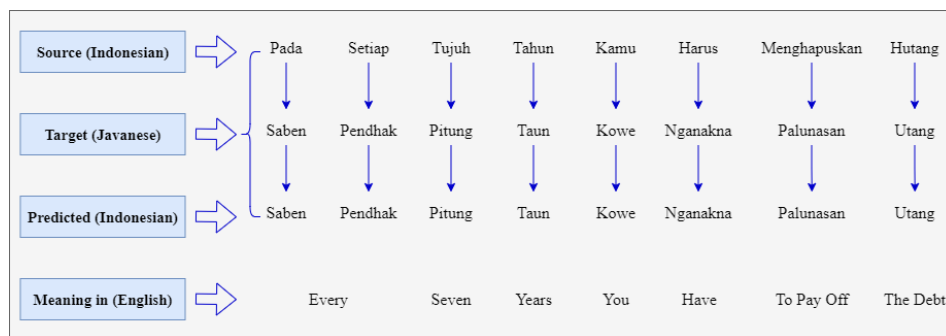 Source (Indonesian) Pada Setiap Tujuh Tahun Kamu Harus Menghapuskan Hutang
Target (Javanese) Saben Pendhak Pitung Taun Kowe Nganakna Palunasan Utang
Predicted (Indonesian) Saben Pendhak Pitung Taun Kowe Nganakna Palunasan Utang
Meaning in (English) Every Seven Years You Have To Pay Off The Debt